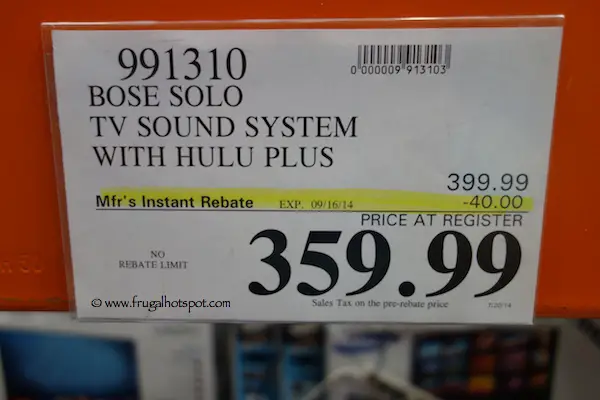 991310
0 000009 913103
BOSE SOLO
TV SOUND SYSTEM
WITH HULU PLUS
399.99
Mfr's Instant Rebate EXP. 09/16/14 -40.00
PRICE AT REGISTER
359.99
NO
REBATE LIMIT
Sales Tax on the pre-rebate price
© www.frugalhotspot.com